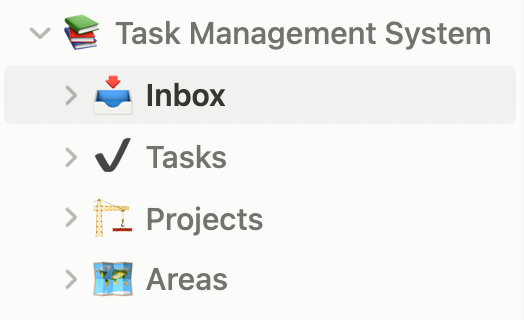 Task Management System
Inbox
Tasks
Projects
Areas